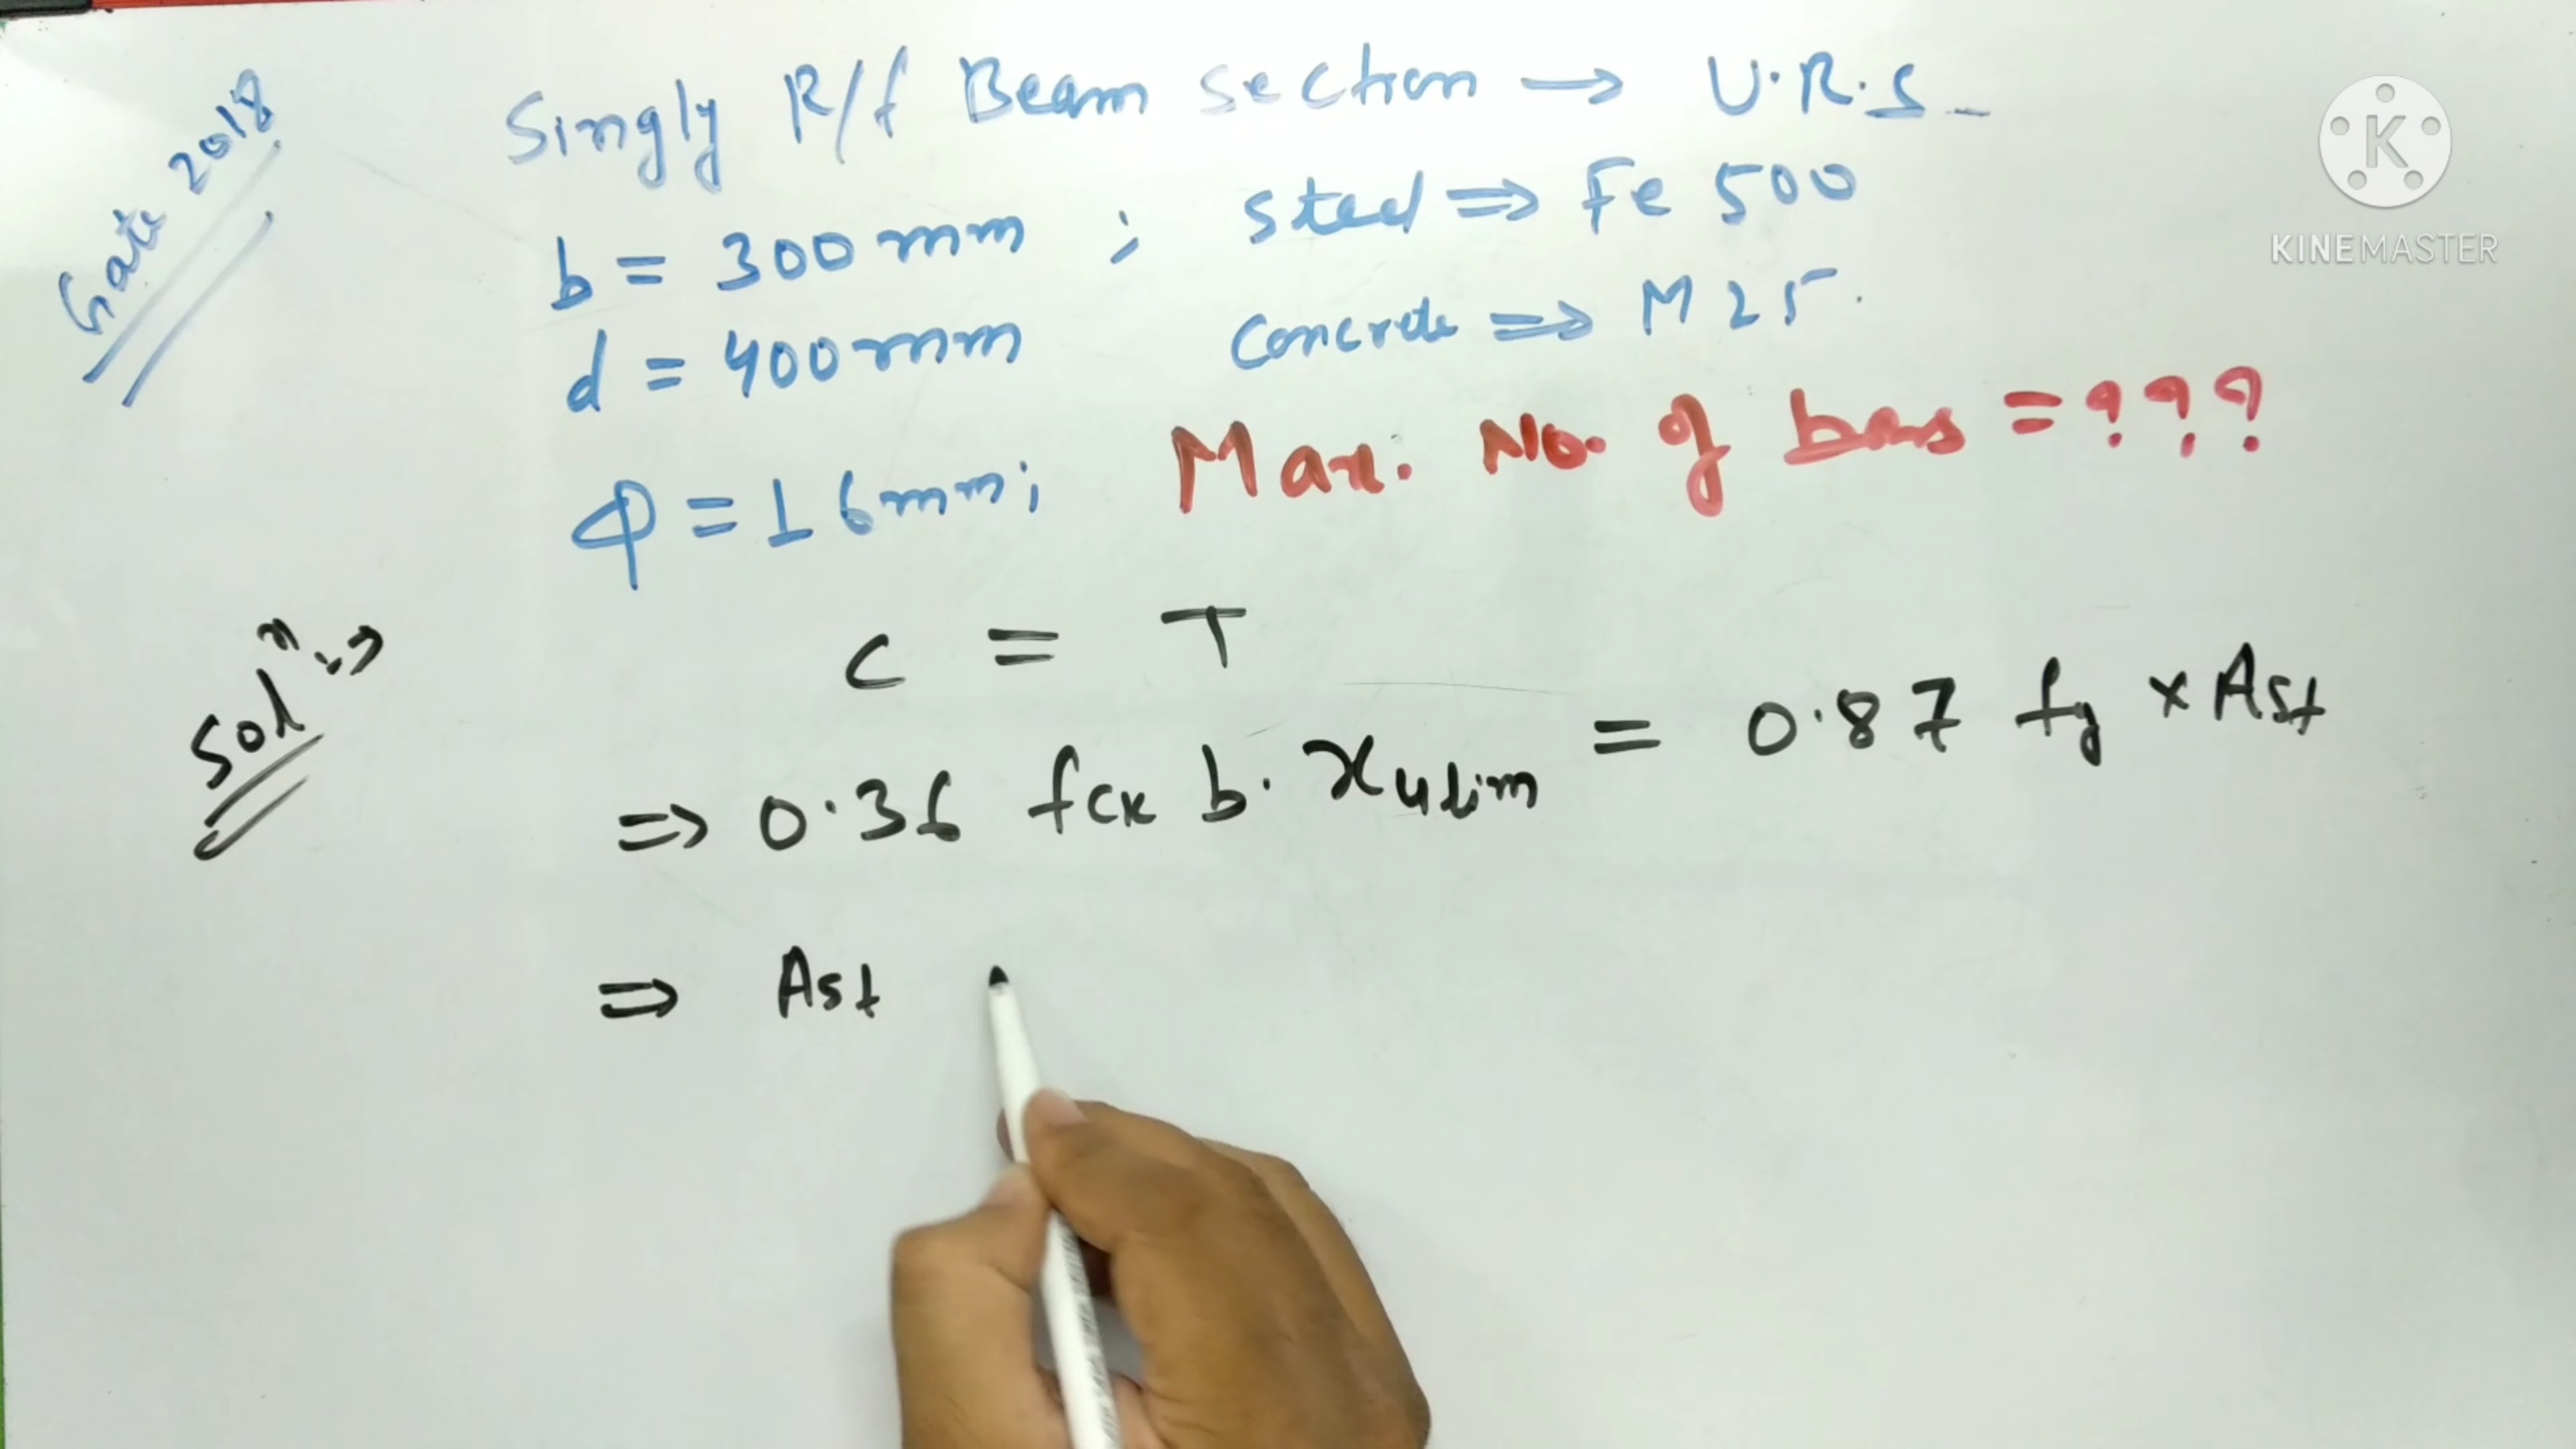 Gate 2018
Singly R/f Beam section → U.R.S
b = 300 mm ; steel ⇒ Fe 500
d = 400 mm concrete ⇒ M 25.
φ = 16 mm; Max. No. of bars = ???
Solⁿ:→
C = T
⇒ 0.36 fck b. xulim = 0.87 fy × Ast
⇒ Ast
K
KINEMASTER